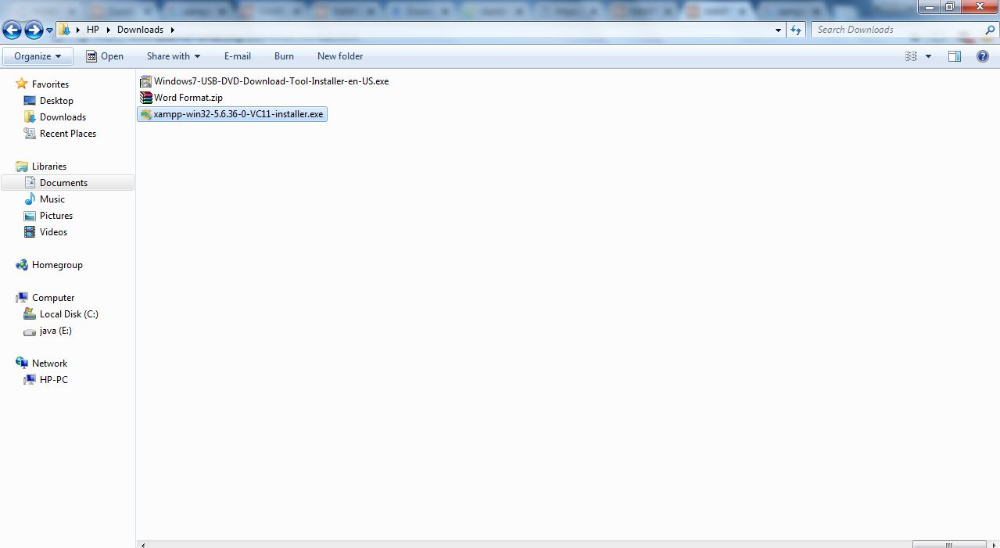 HP Downloads
Search Downloads
Organize Open Share with E-mail Burn New folder
Favorites
Desktop
Downloads
Recent Places
Libraries
Documents
Music
Pictures
Videos
Homegroup
Computer
Local Disk (C:)
java (E:)
Network
HP-PC
Windows7-USB-DVD-Download-Tool-Installer-en-US.exe
Word Format.zip
xampp-win32-5.6.36-0-VC11-installer.exe